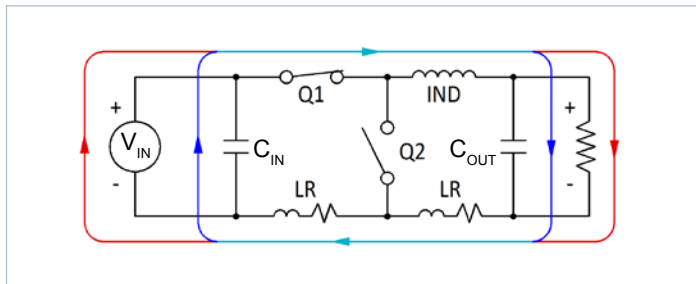 Q1
IND
+
+
V_IN
C_IN
Q2
C_OUT
-
LR
LR
-